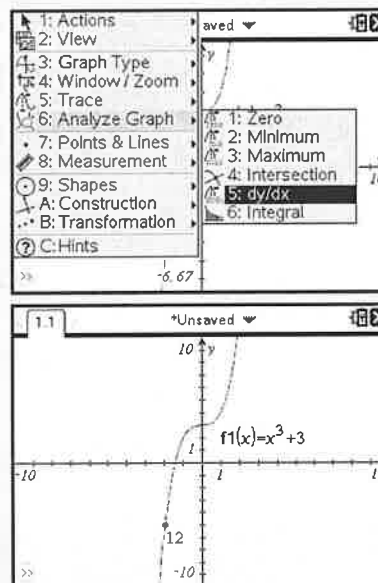 1: Actions
2: View
3: Graph Type
4: Window / Zoom
5: Trace
6: Analyze Graph
7: Points & Lines
8: Measurement
9: Shapes
A: Construction
B: Transformation
C: Hints
aved
y
1: Zero
2: Minimum
3: Maximum
4: Intersection
5: dy/dx
6: Integral
-6,67
1.1
*Unsaved
10 y
f1(x)=x³+3
1
-10
1
12
-10